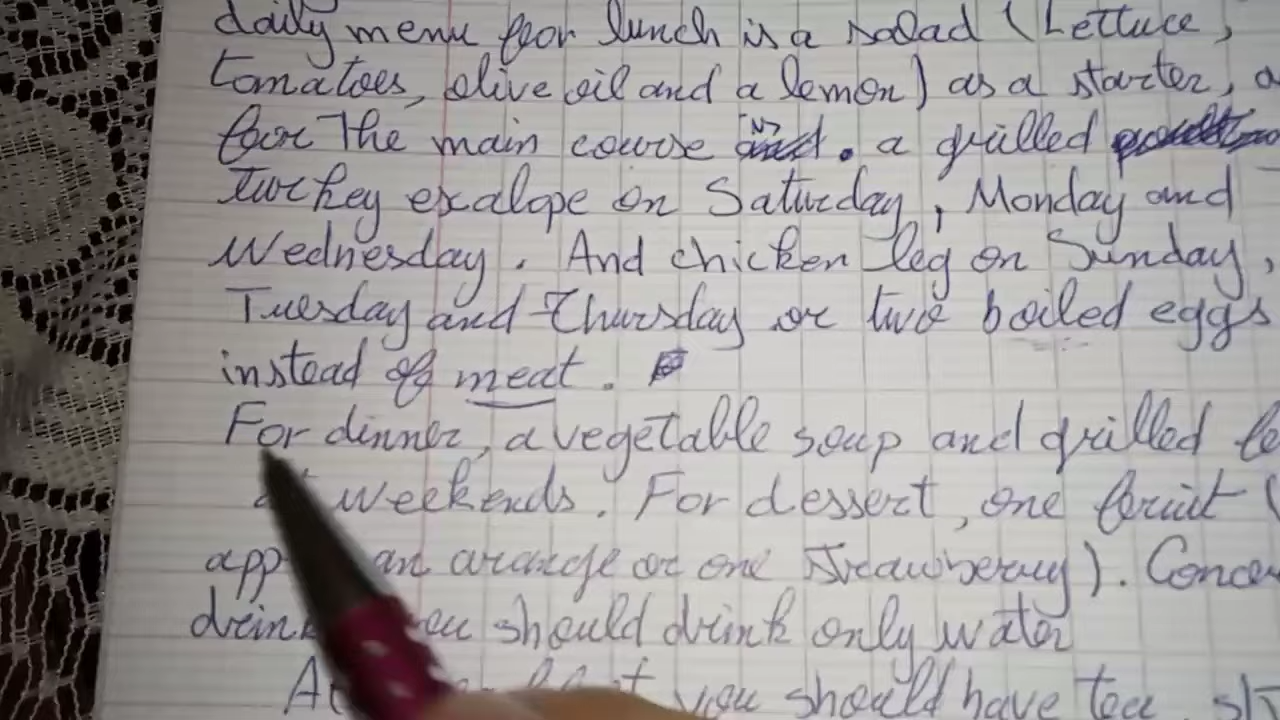 daily menu for lunch is a salad (Lettuce,
tomatoes, olive oil and a lemon) as a starter,
for The main course is a grilled
turkey exalope on Saturday, Monday and
Wednesday. And chicken leg on Sunday,
Tuesday and Thursday or two boiled eggs
instead of meat.
For dinner, a vegetable soup and grilled
weekends. For dessert, one fruit (
an arange or one strawberry).
should drink only water
you should have tea